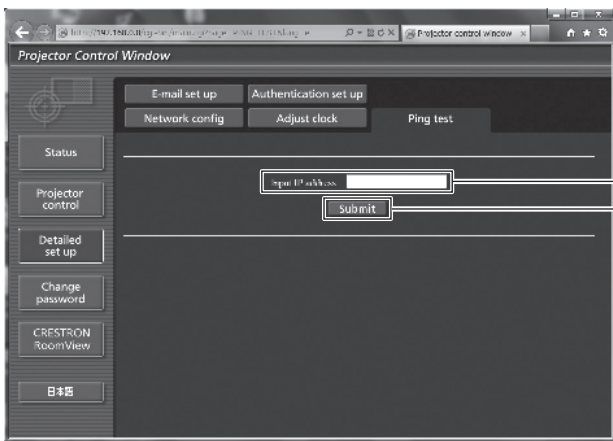 Projector control window
Projector Control Window
E-mail set up
Authentication set up
Network config
Adjust clock
Ping test
Status
Input IP address
Submit
Projector
control
Detailed
set up
Change
password
CRESTRON
RoomView
日本語